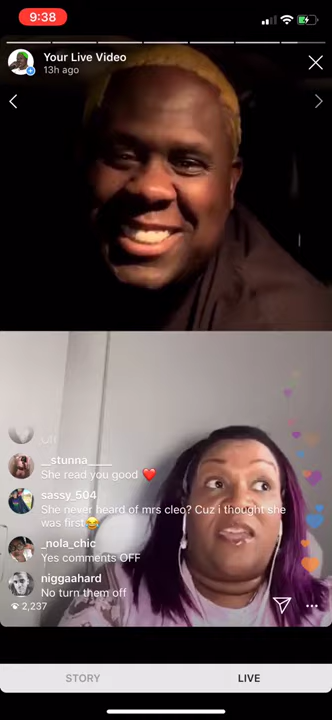 9:38
Your Live Video
13h ago
__stunna____
She read you good ❤️
sassy_504
She never heard of mrs cleo? Cuz i thought she
was first😂
_nola_chic
Yes comments OFF
niggaahard
No turn them off
2,237
STORY
LIVE